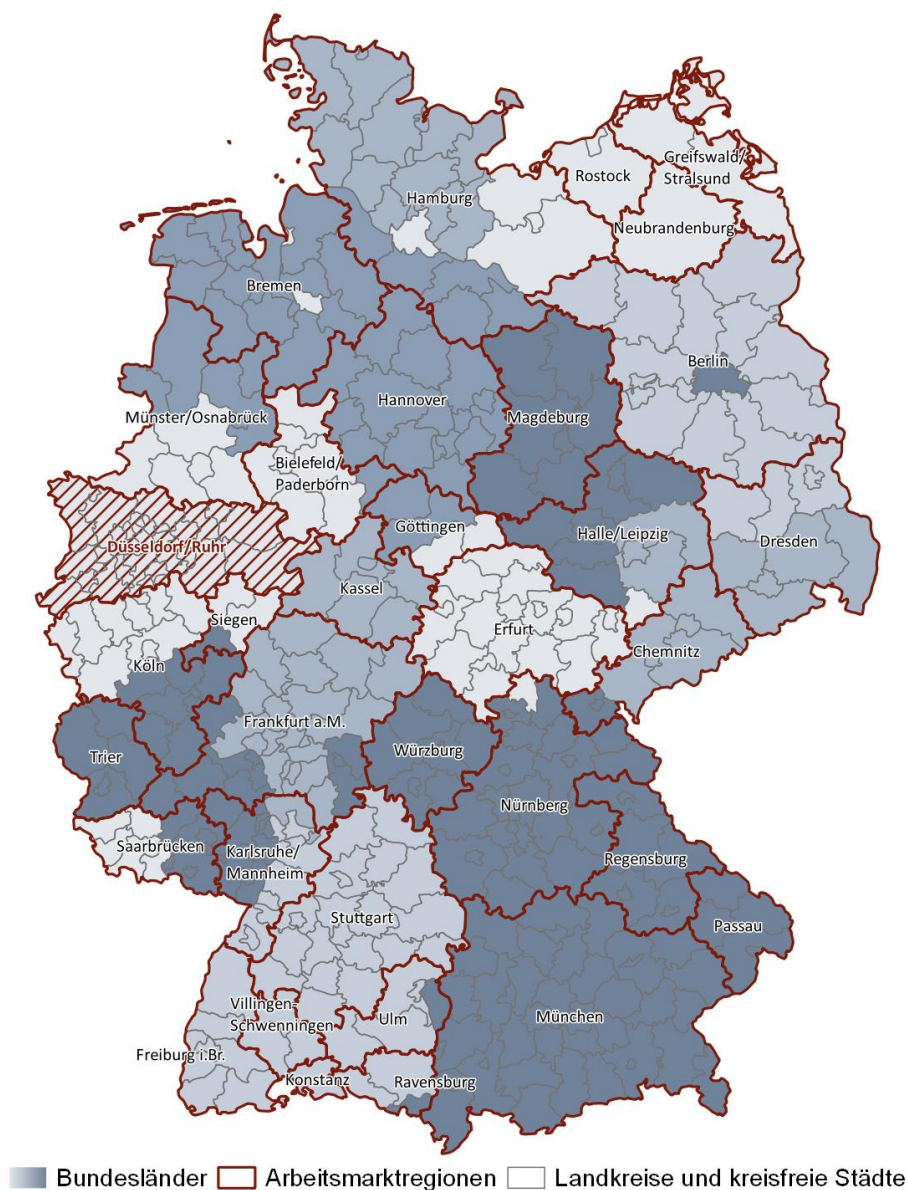 Hamburg
Rostock
Greifswald/
Stralsund
Neubrandenburg
Bremen
Berlin
Hannover
Münster/Osnabrück
Magdeburg
Bielefeld/
Paderborn
Düsseldorf/Ruhr
Göttingen
Halle/Leipzig
Dresden
Kassel
Siegen
Erfurt
Chemnitz
Köln
Frankfurt a.M.
Trier
Würzburg
Nürnberg
Saarbrücken
Karlsruhe/
Mannheim
Regensburg
Stuttgart
Passau
Villingen-
Schwenningen
Ulm
München
Freiburg i.Br.
Konstanz
Ravensburg
Bundesländer Arbeitsmarktregionen Landkreise und kreisfreie Städte